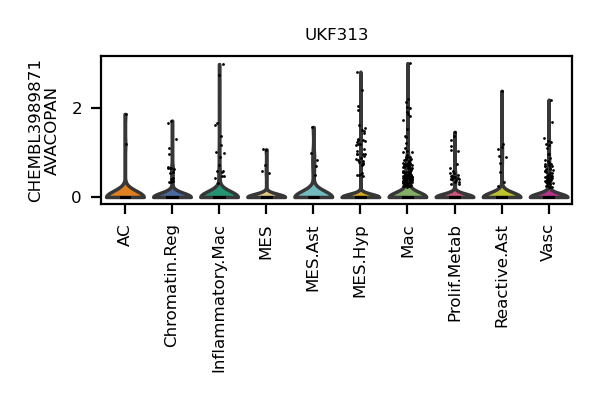 UKF313
CHEMBL3989871
AVACOPAN
2
0
AC
Chromatin.Reg
Inflammatory.Mac
MES
MES.Ast
MES.Hyp
Mac
Prolif.Metab
Reactive.Ast
Vasc